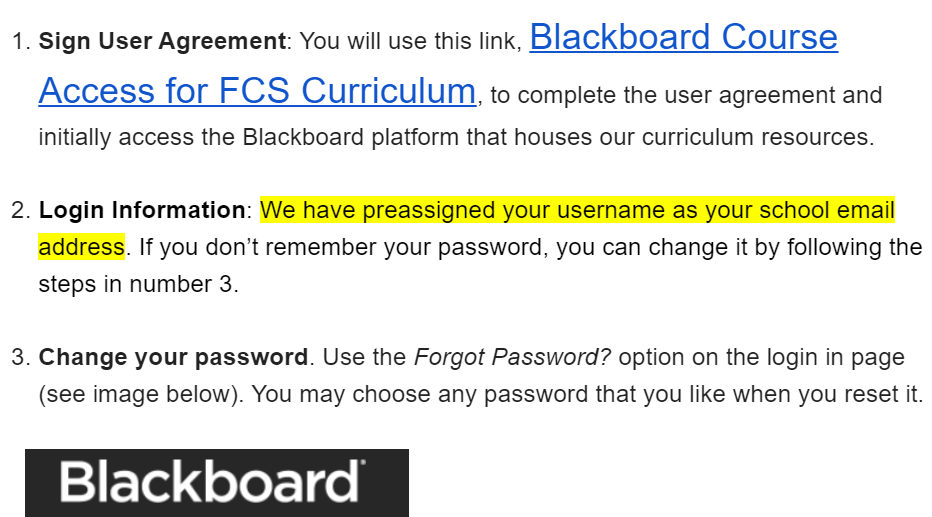 1. Sign User Agreement: You will use this link, Blackboard Course
Access for FCS Curriculum, to complete the user agreement and
initially access the Blackboard platform that houses our curriculum resources.
2. Login Information: We have preassigned your username as your school email
address. If you don’t remember your password, you can change it by following the
steps in number 3.
3. Change your password. Use the Forgot Password? option on the login in page
(see image below). You may choose any password that you like when you reset it.
Blackboard